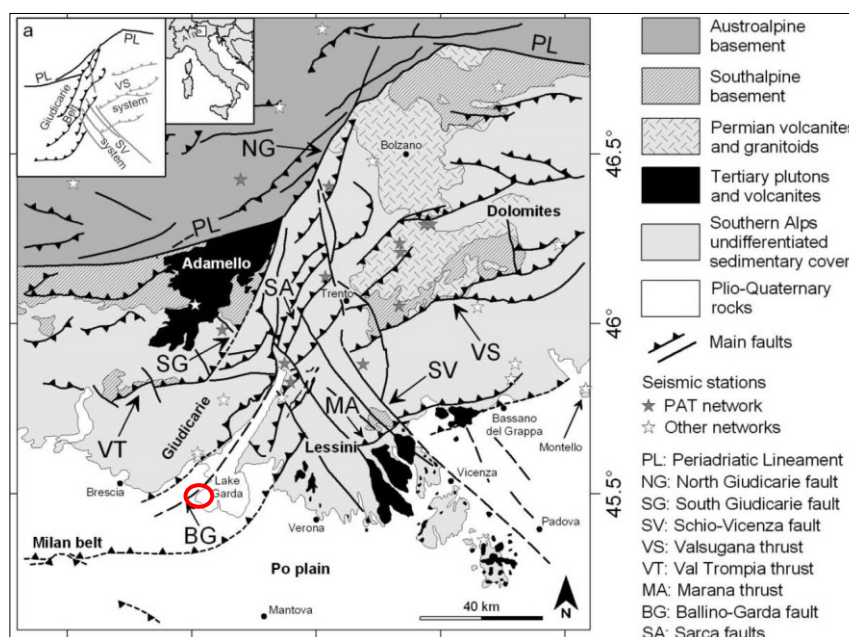 a
PL
PL
Giudicarie
Belt
VS
system
SV
system
A
PL
NG
Bolzano
46.5°
PL
Dolomites
Adamello
SA
Trento
46°
SG
VS
SV
MA
Bassano
del Grappa
Montello
VT
Giudicarie
Lessini
Brescia
Lake
Garda
Vicenza
45.5°
BG
Verona
Padova
Milan belt
Po plain
Mantova
40 km
N
Austroalpine
basement
Southalpine
basement
Permian volcanites
and granitoids
Tertiary plutons
and volcanites
Southern Alps
undifferentiated
sedimentary cover
Plio-Quaternary
rocks
Main faults
Seismic stations
PAT network
Other networks
PL: Periadriatic Lineament
NG: North Giudicarie fault
SG: South Giudicarie fault
SV: Schio-Vicenza fault
VS: Valsugana thrust
VT: Val Trompia thrust
MA: Marana thrust
BG: Ballino-Garda fault
SA: Sarca faults